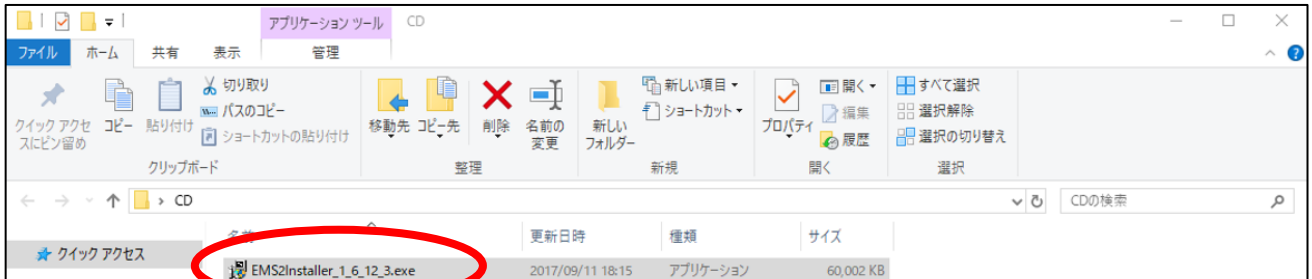 アプリケーション ツール CD
ファイル ホーム 共有 表示 管理
クイック アクセスにピン留め
コピー
貼り付け
切り取り
パスのコピー
ショートカットの貼り付け
クリップボード
移動先
コピー先
削除
名前の変更
整理
新しいフォルダー
新しい項目
ショートカット
新規
プロパティ
開く
編集
履歴
開く
すべて選択
選択解除
選択の切り替え
選択
CD
CDの検索
クイック アクセス
更新日時 種類 サイズ
EMS2Installer_1_6_12_3.exe 2017/09/11 18:15 アプリケーション 60,002 KB